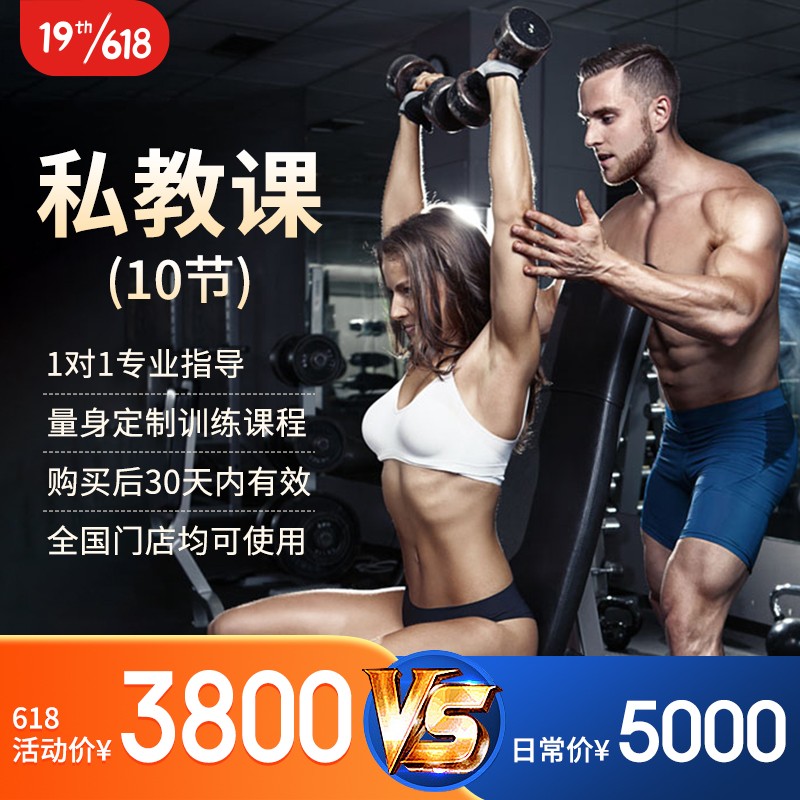 19th/618
私教课
(10节)
1对1专业指导
量身定制训练课程
购买后30天内有效
全国门店均可使用
618
活动价¥3800
VS
日常价¥5000